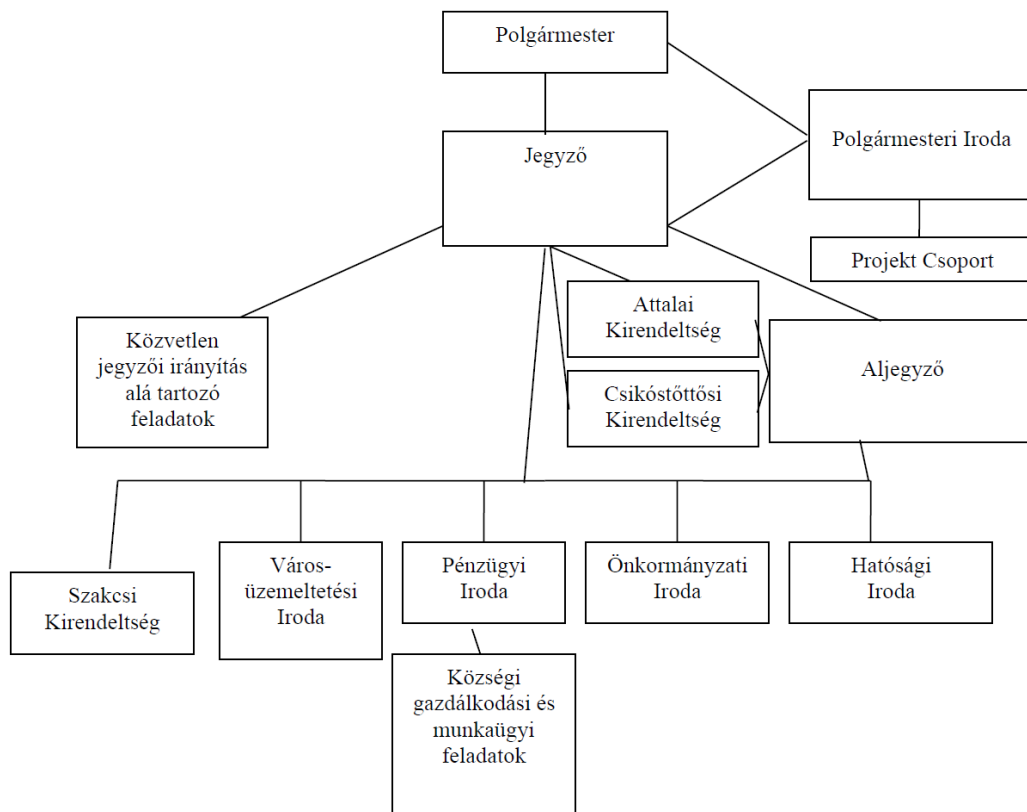 Polgármester
Polgármesteri Iroda
Jegyző
Projekt Csoport
Attalai
Kirendeltség
Közvetlen
jegyzői irányítás
alá tartozó
feladatok
Aljegyző
Csikóstőttősi
Kirendeltség
Szakcsi
Kirendeltség
Város-
üzemeltetési
Iroda
Pénzügyi
Iroda
Önkormányzati
Iroda
Hatósági
Iroda
Községi
gazdálkodási és
munkaügyi
feladatok